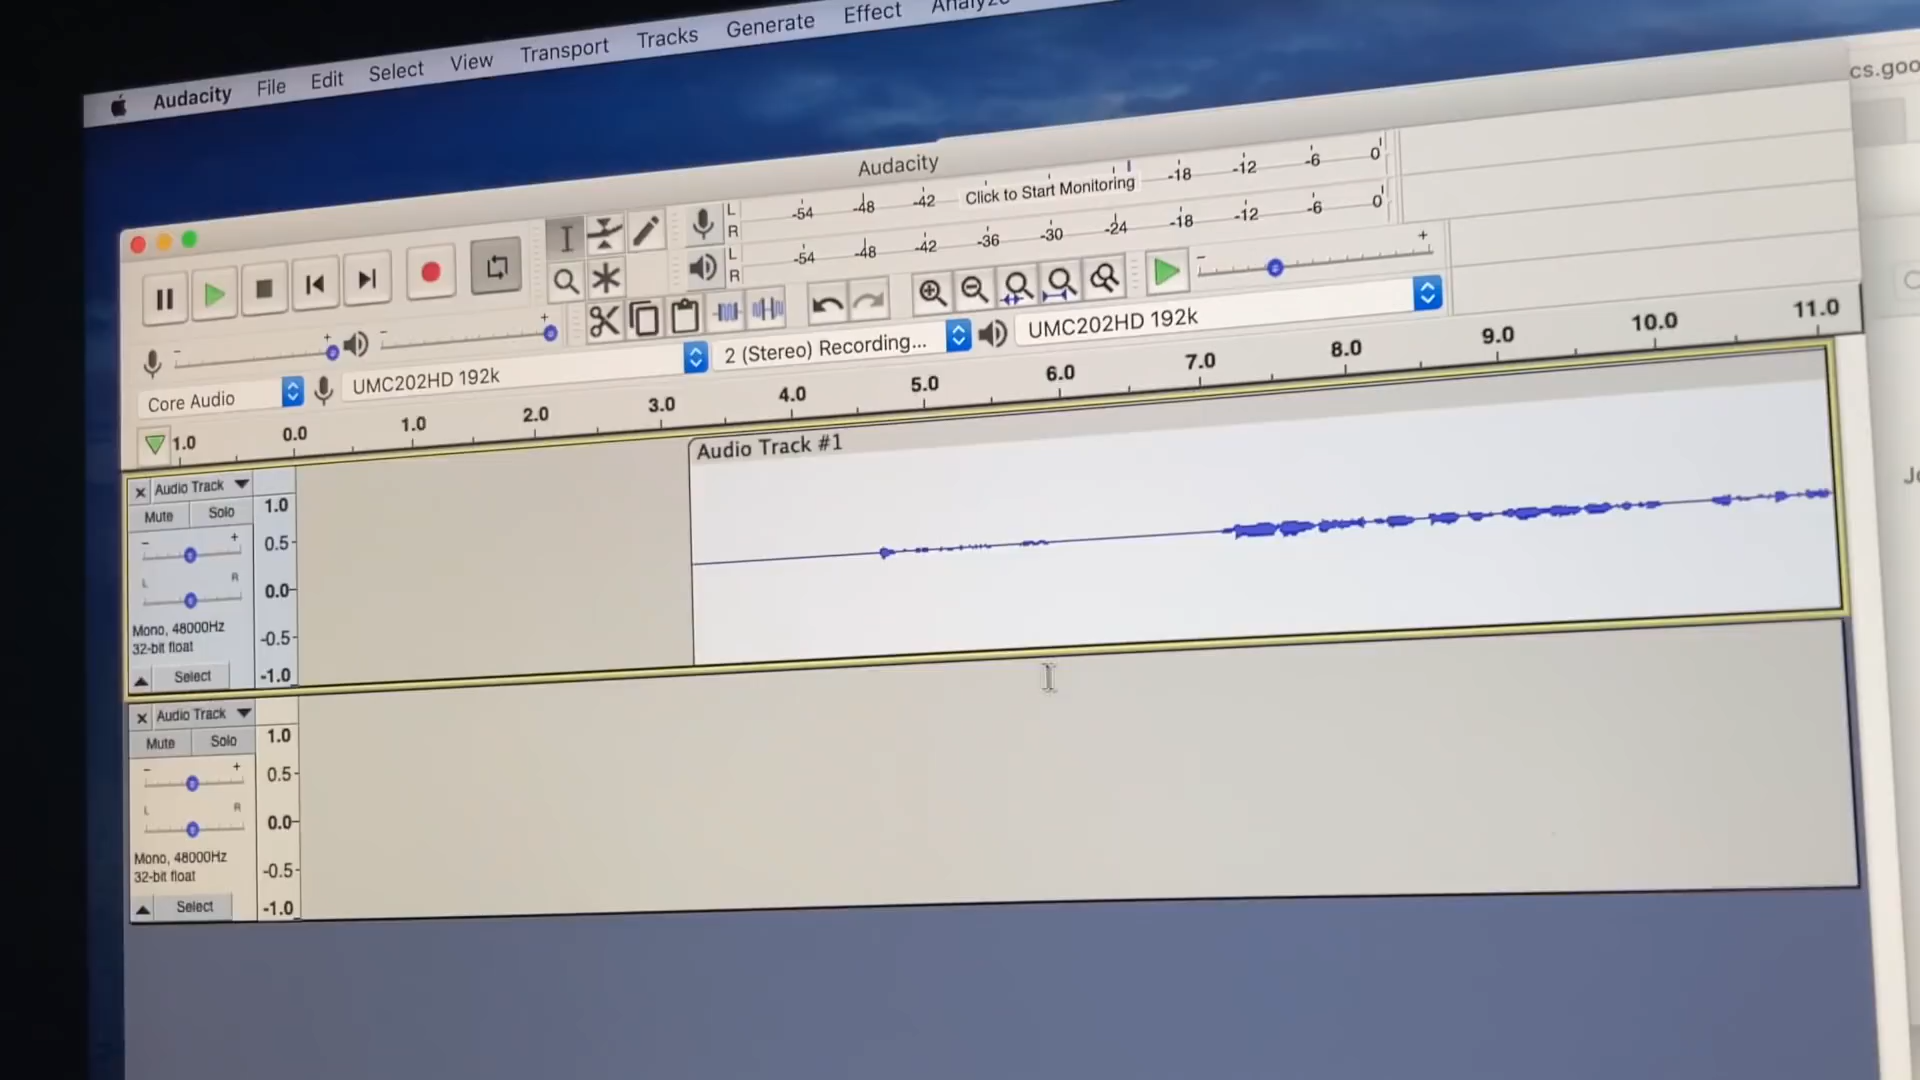 Audacity File Edit Select View Transport Tracks Generate Effect Analyze
cs.goo
Audacity
L
R
-54 -48 -42 Click to Start Monitoring -18 -12 -6 0
L
R
-54 -48 -42 -36 -30 -24 -18 -12 -6 0
- + - +
- +
Core Audio UMC202HD 192k 2 (Stereo) Recording... UMC202HD 192k
1.0 0.0 1.0 2.0 3.0 4.0 5.0 6.0 7.0 8.0 9.0 10.0 11.0
Audio Track #1
Audio Track
Mute Solo
- +
L R
Mono, 48000Hz
32-bit float
Select
1.0
0.5
0.0
-0.5
-1.0
Audio Track
Mute Solo
- +
L R
Mono, 48000Hz
32-bit float
Select
1.0
0.5
0.0
-0.5
-1.0